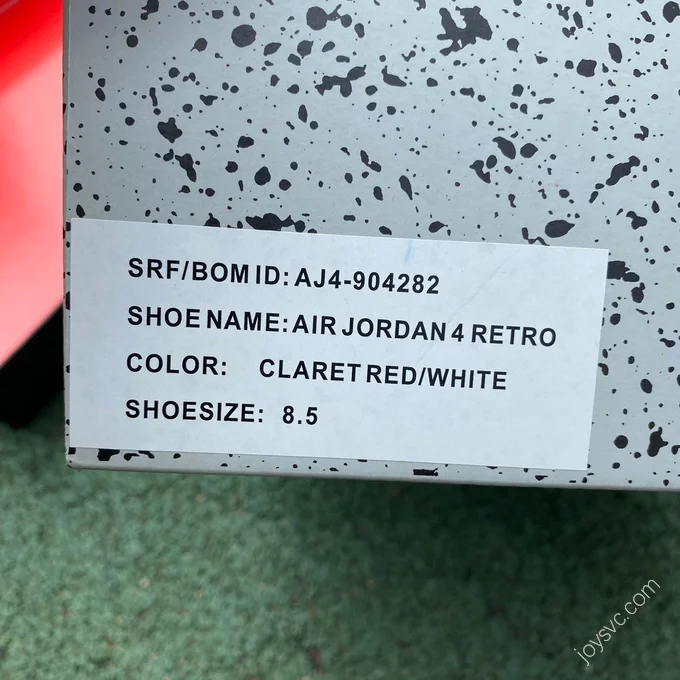 SRF/BOM ID: AJ4-904282
SHOE NAME: AIR JORDAN 4 RETRO
COLOR: CLARET RED/WHITE
SHOESIZE: 8.5
joysvc.com